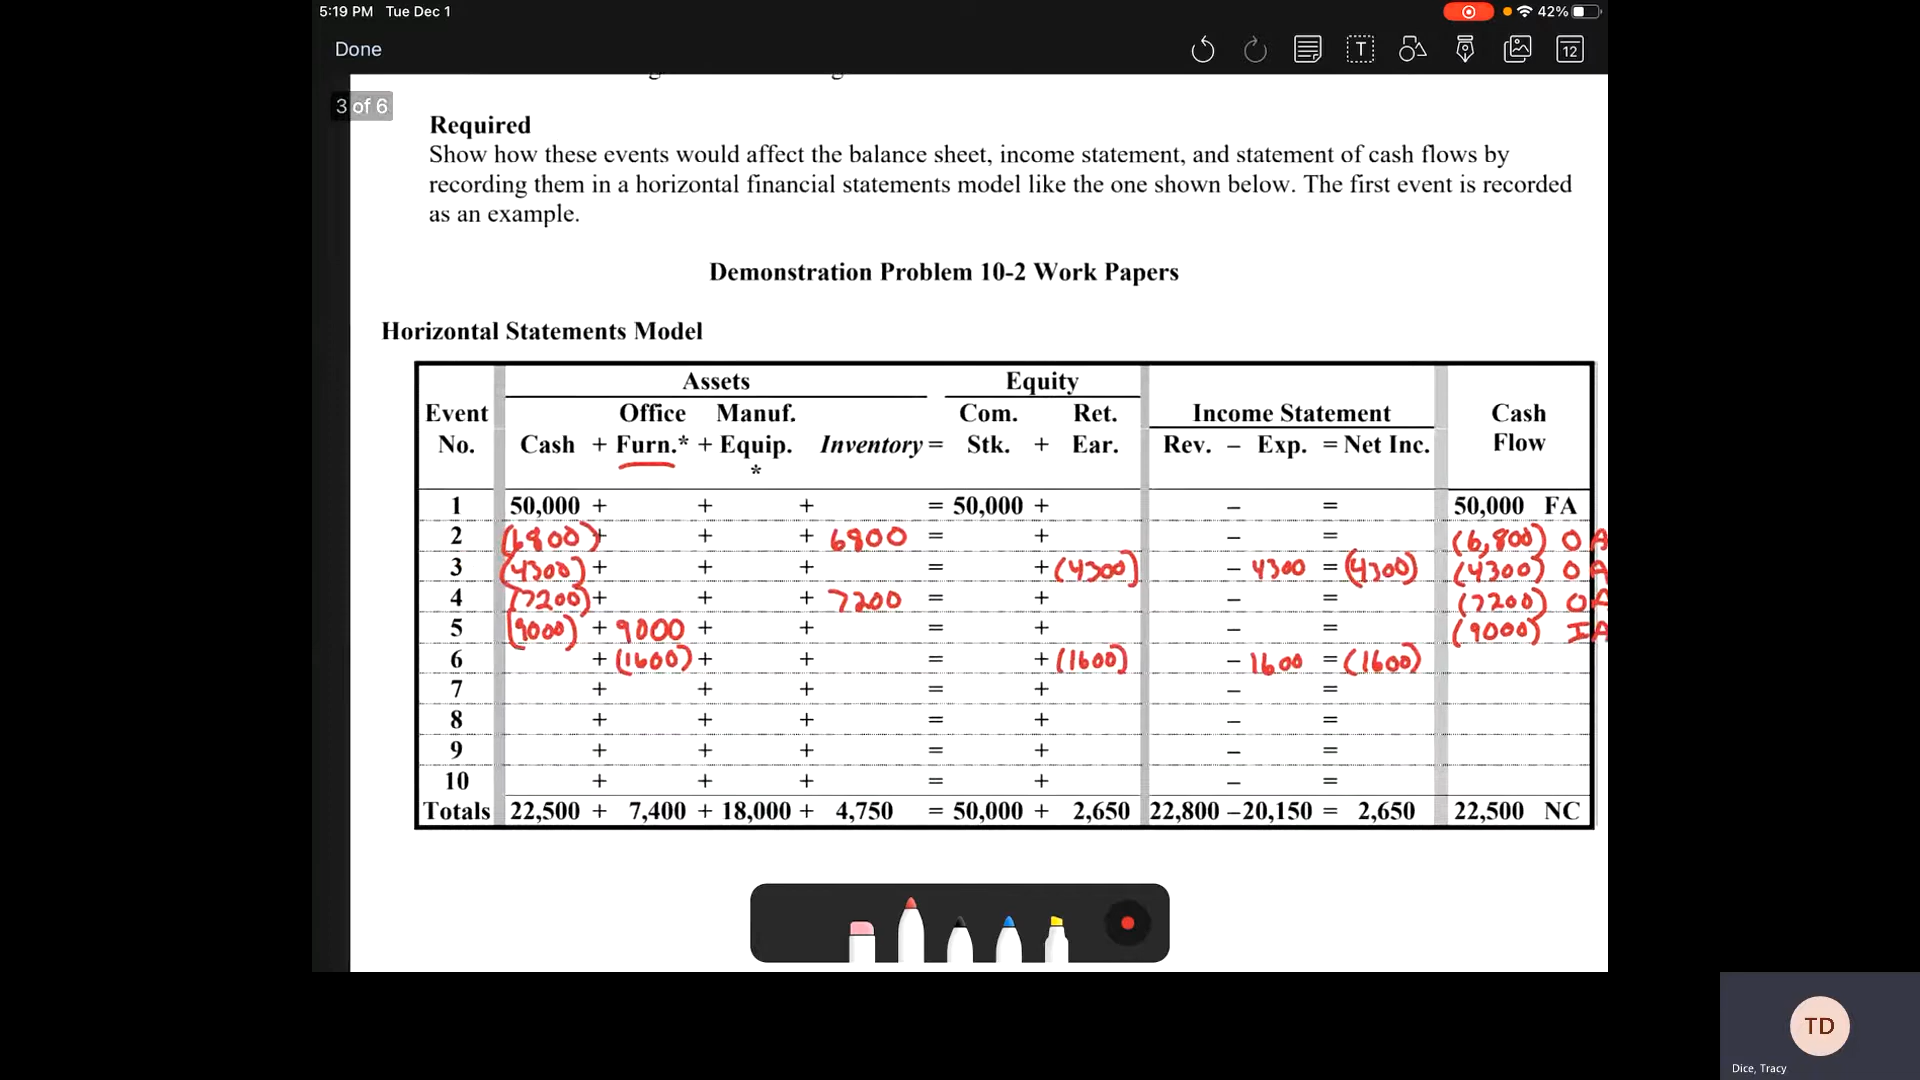 5:19 PM Tue Dec 1 42%
Done T 12
3 of 6
Required
Show how these events would affect the balance sheet, income statement, and statement of cash flows by
recording them in a horizontal financial statements model like the one shown below. The first event is recorded
as an example.
Demonstration Problem 10-2 Work Papers
Horizontal Statements Model
Assets Equity
Event Office Manuf. Com. Ret. Income Statement Cash
No. Cash + Furn.* + Equip. Inventory = Stk. + Ear. Rev. – Exp. = Net Inc. Flow
*
1 50,000 + + + = 50,000 + – = 50,000 FA
2 (6800) + + + 6800 = + – = (6,800) OA
3 (4300) + + + = + (4300) – 4300 = (4300) (4300) OA
4 (7200) + + + 7200 = + – = (7200) OA
5 (9000) + 9000 + + = + – = (9000) IA
6 + (1600) + + = + (1600) – 1600 = (1600)
7 + + + = + – =
8 + + + = + – =
9 + + + = + – =
10 + + + = + – =
Totals 22,500 + 7,400 + 18,000 + 4,750 = 50,000 + 2,650 22,800 –20,150 = 2,650 22,500 NC
TD
Dice, Tracy